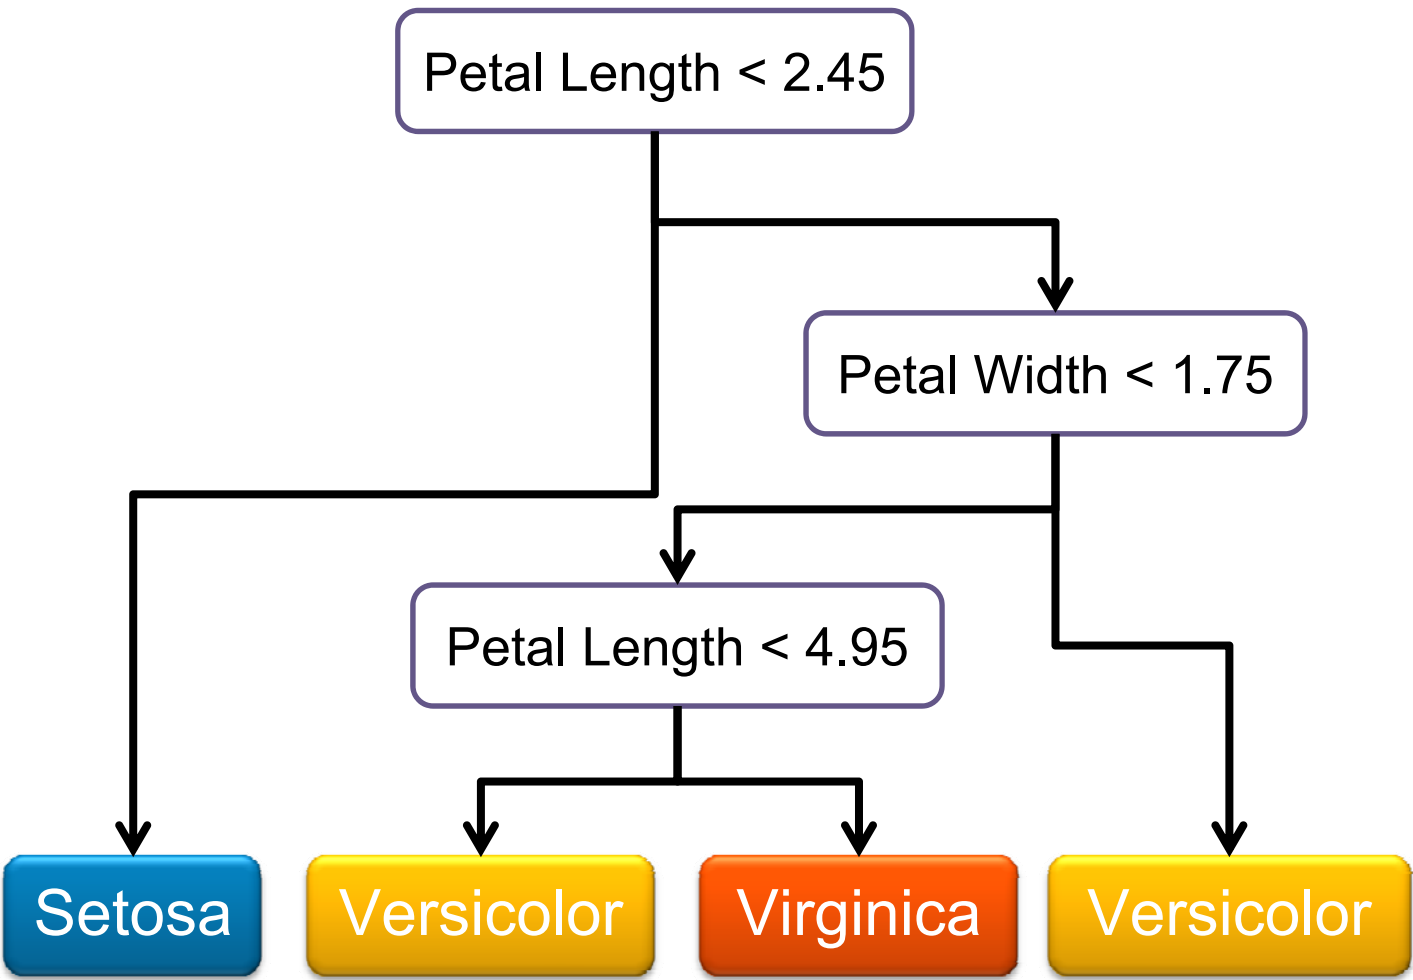 Petal Length < 2.45
Petal Width < 1.75
Petal Length < 4.95
Setosa
Versicolor
Virginica
Versicolor